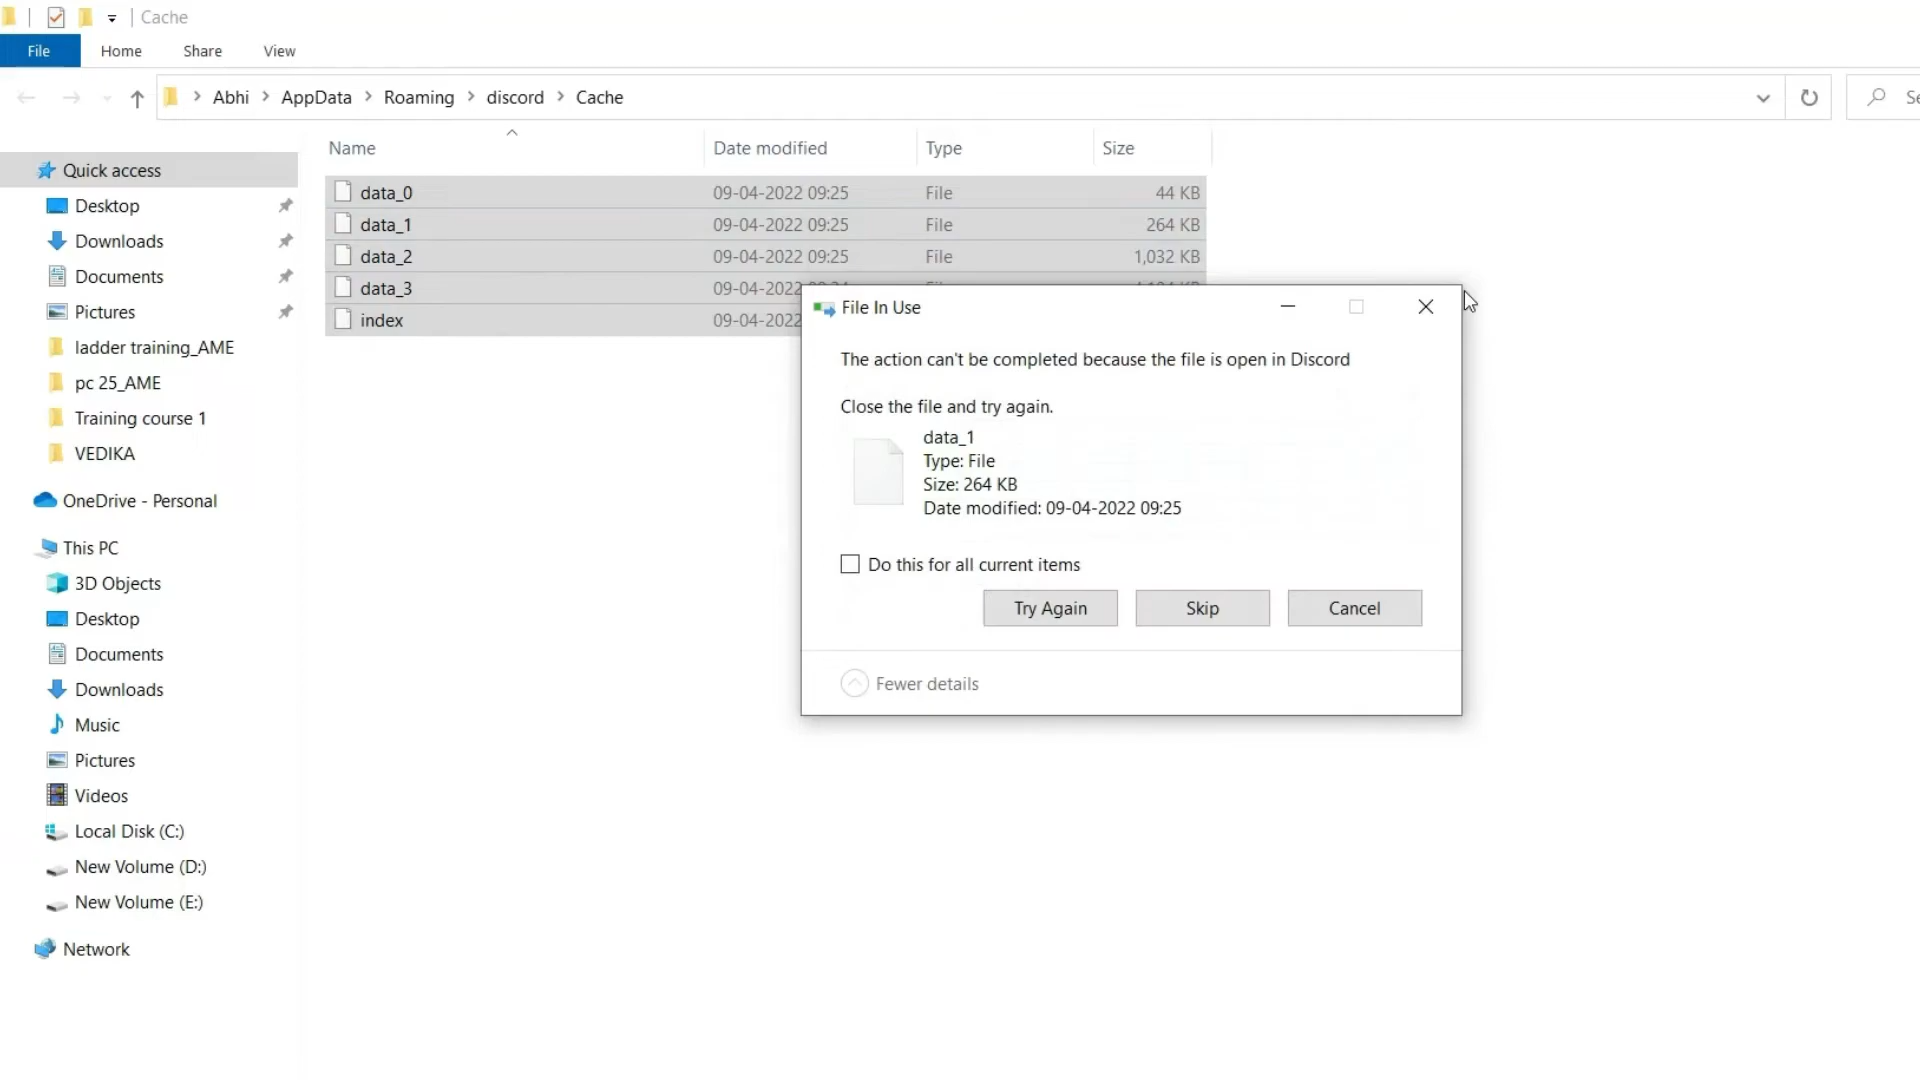 Cache
File Home Share View
Abhi > AppData > Roaming > discord > Cache
Name Date modified Type Size
Quick access
Desktop
Downloads
Documents
Pictures
ladder training_AME
pc 25_AME
Training course 1
VEDIKA
OneDrive - Personal
This PC
3D Objects
Desktop
Documents
Downloads
Music
Pictures
Videos
Local Disk (C:)
New Volume (D:)
New Volume (E:)
Network
data_0 09-04-2022 09:25 File 44 KB
data_1 09-04-2022 09:25 File 264 KB
data_2 09-04-2022 09:25 File 1,032 KB
data_3 09-04-2022
index 09-04-2022
File In Use
The action can't be completed because the file is open in Discord
Close the file and try again.
data_1
Type: File
Size: 264 KB
Date modified: 09-04-2022 09:25
Do this for all current items
Try Again Skip Cancel
Fewer details